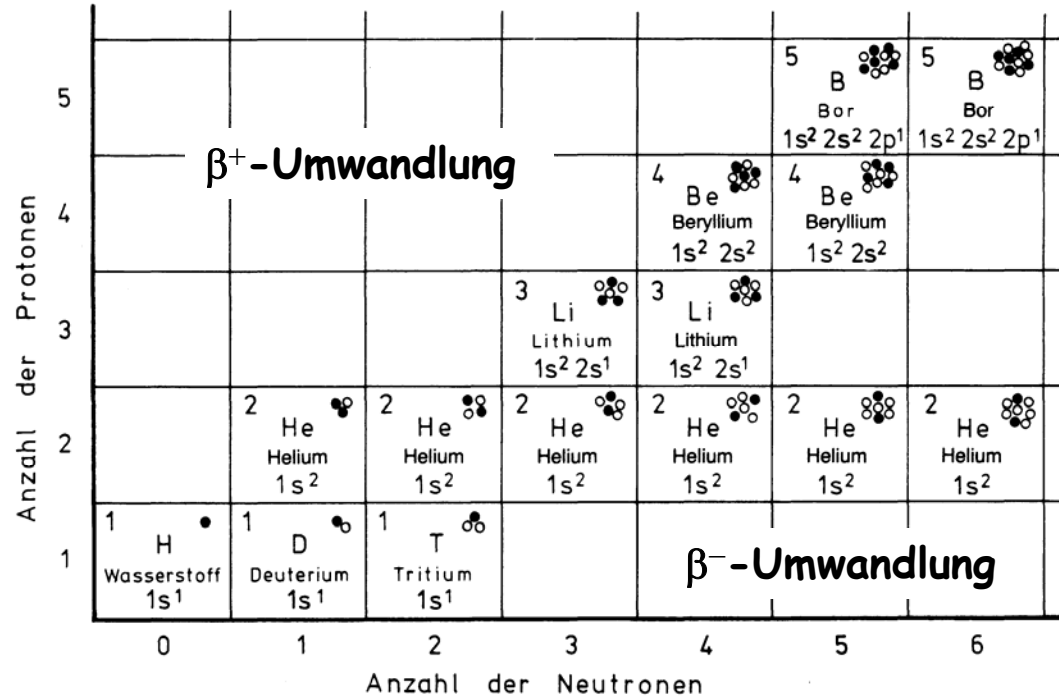 5
5
B
B
Bor
Bor
1s² 2s² 2p¹
1s² 2s² 2p¹
β⁺-Umwandlung
4
4
Be
Be
Beryllium
Beryllium
1s² 2s²
1s² 2s²
3
3
Li
Li
Lithium
Lithium
1s² 2s¹
1s² 2s¹
2
2
2
2
2
2
He
He
He
He
He
He
Helium
Helium
Helium
Helium
Helium
Helium
1s²
1s²
1s²
1s²
1s²
1s²
1
1
1
H
D
T
Wasserstoff
Deuterium
Tritium
1s¹
1s¹
1s¹
β⁻-Umwandlung
5
4
3
2
1
Anzahl der Protonen
0 1 2 3 4 5 6
Anzahl der Neutronen